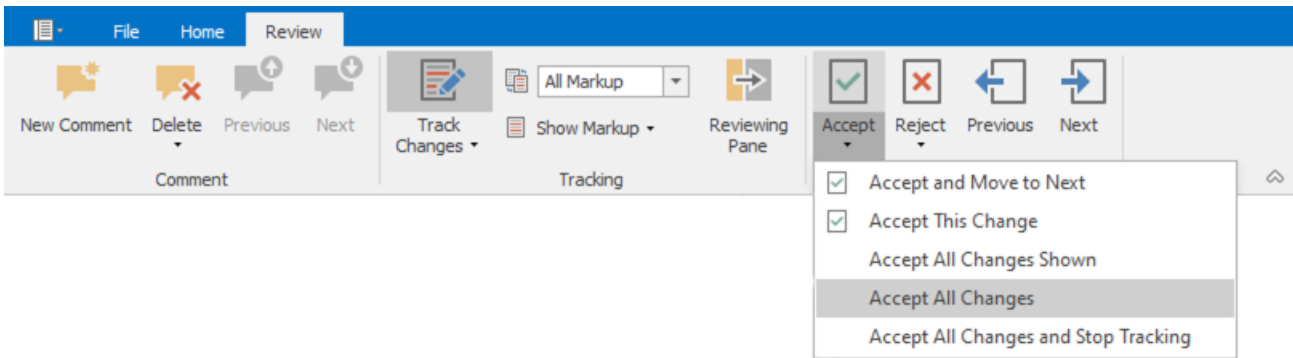 File Home Review
New Comment Delete Previous Next
Track Changes
All Markup
Show Markup
Reviewing Pane
Accept Reject Previous Next
Comment
Tracking
Accept and Move to Next
Accept This Change
Accept All Changes Shown
Accept All Changes
Accept All Changes and Stop Tracking